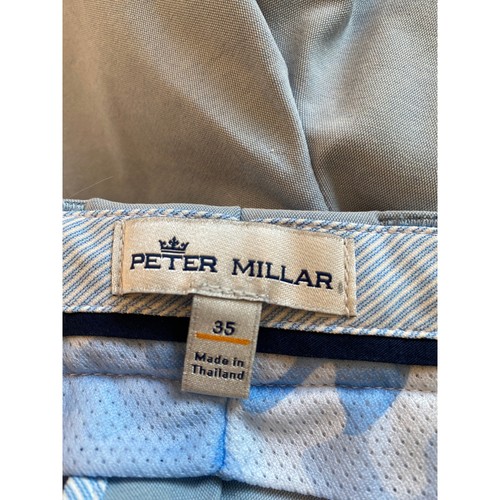 PETER MILLAR
35
Made in
Thailand